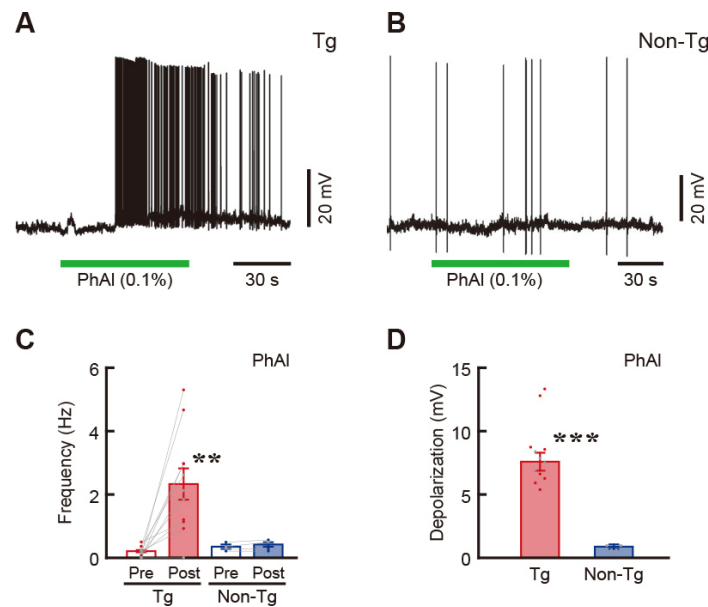 A
Tg
20 mV
PhAl (0.1%)
30 s
B
Non-Tg
20 mV
PhAl (0.1%)
30 s
C
PhAl
Frequency (Hz)
6
4
2
0
**
Pre Post Pre Post
Tg Non-Tg
D
PhAl
Depolarization (mV)
15
10
5
0
***
Tg Non-Tg